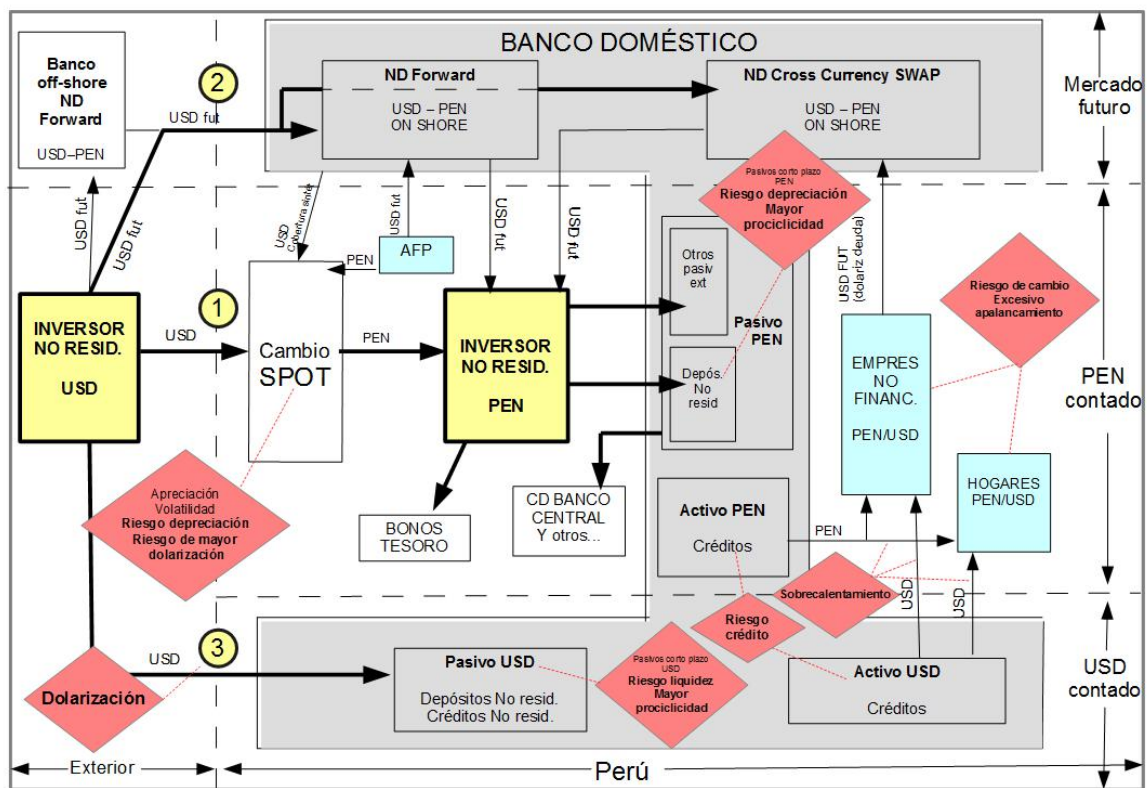 BANCO DOMÉSTICO
Banco
off-shore
ND
Forward
USD–PEN
2
USD fut
ND Forward
USD – PEN
ON SHORE
ND Cross Currency SWAP
USD – PEN
ON SHORE
Mercado
futuro
USD fut
USD fut
USD
Cobertura s/inter
USD fut
AFP
PEN
USD fut
USD fut
Pasivos corto plazo
PEN
Riesgo depreciación
Mayor
prociclicidad
USD FUT
(dolariz deuda)
Riesgo de cambio
Excesivo
apalancamiento
1
INVERSOR
NO RESID.
USD
USD
Cambio
SPOT
PEN
INVERSOR
NO RESID.
PEN
Otros
pasiv
ext
Pasivo
PEN
Depós.
No
resid
EMPRES
NO
FINANC.
PEN/USD
PEN
contado
HOGARES
PEN/USD
Apreciación
Volatilidad
Riesgo depreciación
Riesgo de mayor
dolarización
BONOS
TESORO
CD BANCO
CENTRAL
Y otros...
Activo PEN
Créditos
PEN
Sobrecalentamiento
USD
USD
Riesgo
crédito
3
USD
Dolarización
Pasivo USD
Depósitos No resid.
Créditos No resid.
Pasivos corto plazo
USD
Riesgo liquidez
Mayor
prociclicidad
Activo USD
Créditos
USD
contado
Exterior
Perú